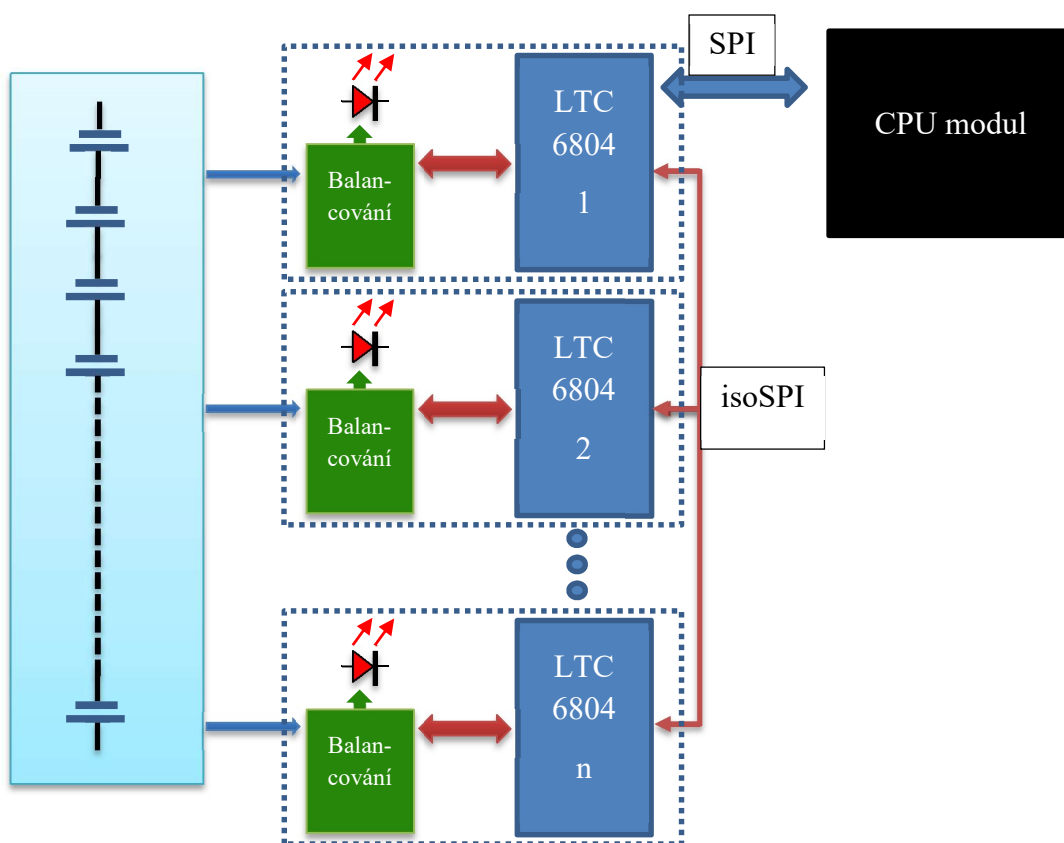 SPI
CPU modul
LTC
6804
1
Balan-
cování
LTC
6804
2
Balan-
cování
isoSPI
LTC
6804
n
Balan-
cování